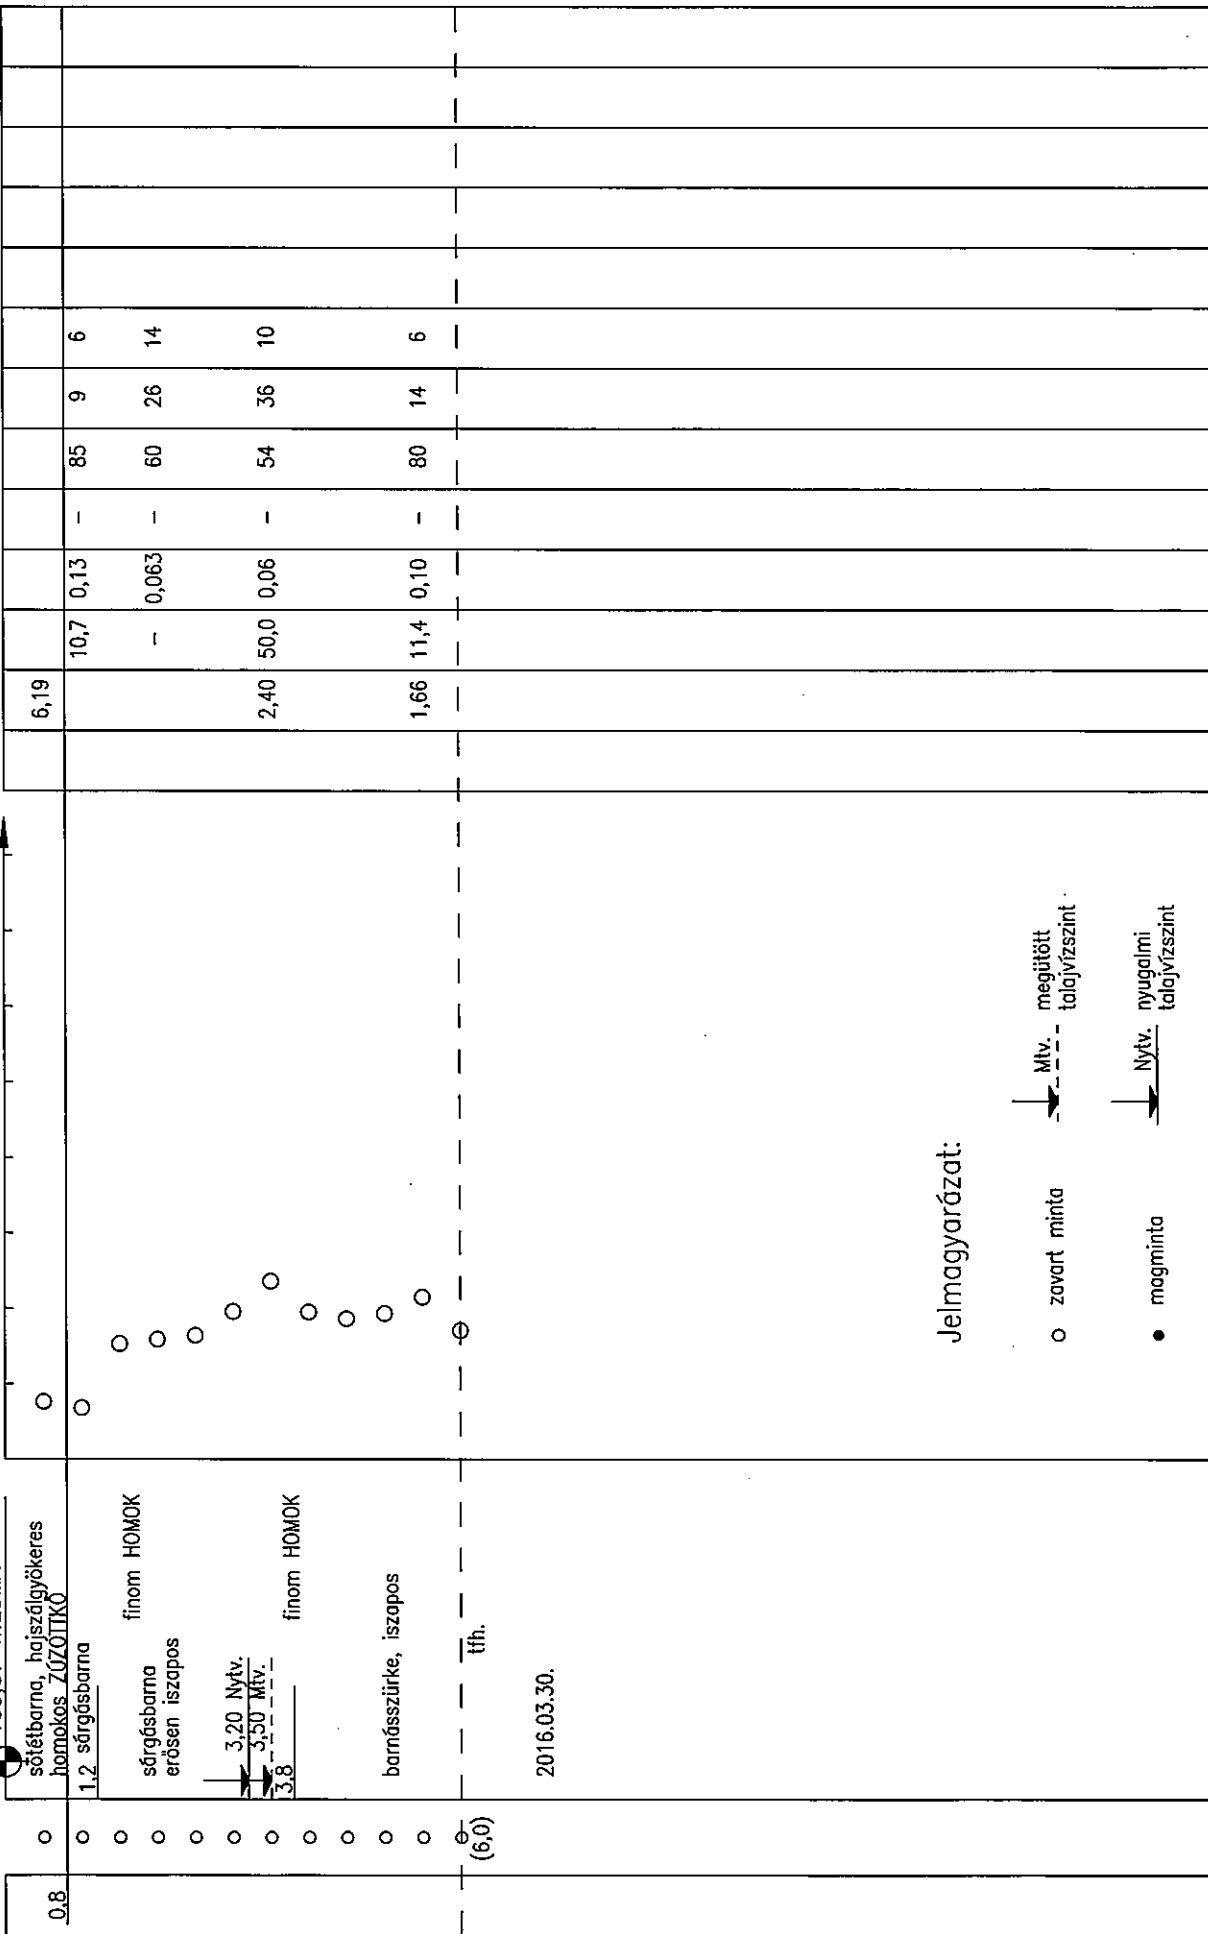 6,19
10,7 0,13 – 85 9 6
– 0,063 – 60 26 14
2,40 50,0 0,06 – 54 36 10
1,66 11,4 0,10 – 80 14 6
0,8
sötétbarna, hajszálgyökeres
homokos ZÚZOTTKŐ
1,2 sárgásbarna
finom HOMOK
sárgásbarna
erősen iszapos
3,20 Nytv.
3,50 Mtv.
3,8
finom HOMOK
barnásszürke, iszapos
(6,0)
tfh.
2016.03.30.
Jelmagyarázat:
zavart minta
Mtv. megütött
talajvízszint
magminta
Nytv. nyugalmi
talajvízszint